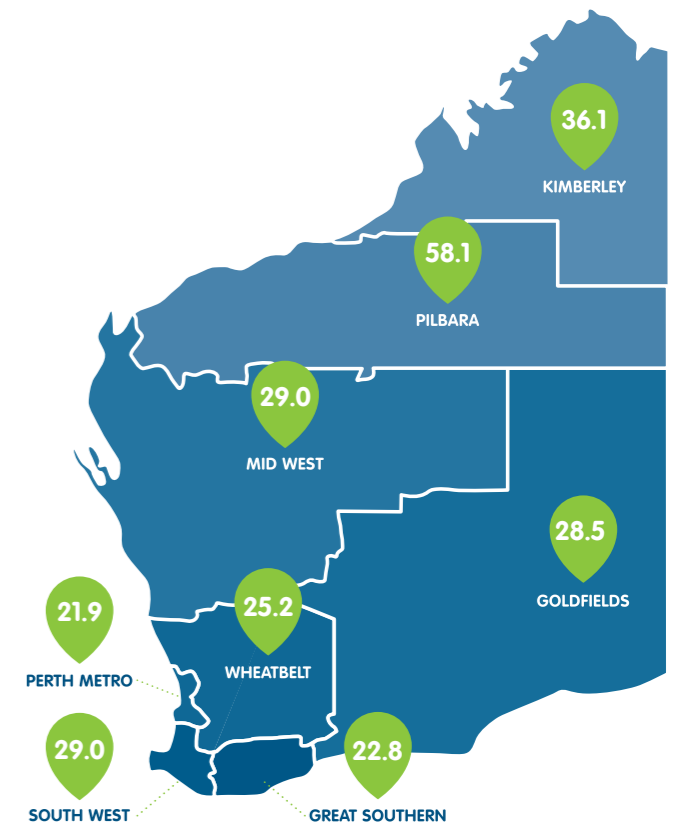 36.1
KIMBERLEY
58.1
PILBARA
29.0
MID WEST
28.5
GOLDFIELDS
25.2
WHEATBELT
21.9
PERTH METRO
29.0
SOUTH WEST
22.8
GREAT SOUTHERN